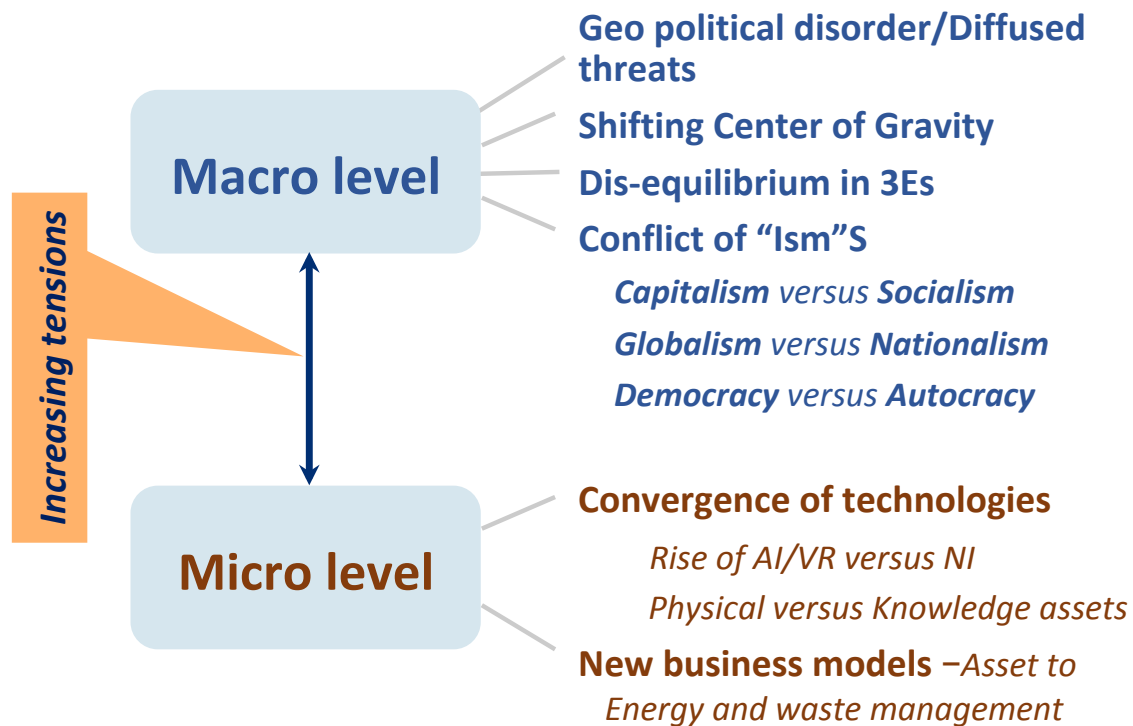 Geo political disorder/Diffused
threats
Shifting Center of Gravity
Macro level
Dis-equilibrium in 3Es
Conflict of “Ism”S
Capitalism versus Socialism
Globalism versus Nationalism
Democracy versus Autocracy
Increasing tensions
Convergence of technologies
Rise of AI/VR versus NI
Micro level
Physical versus Knowledge assets
New business models –Asset to
Energy and waste management